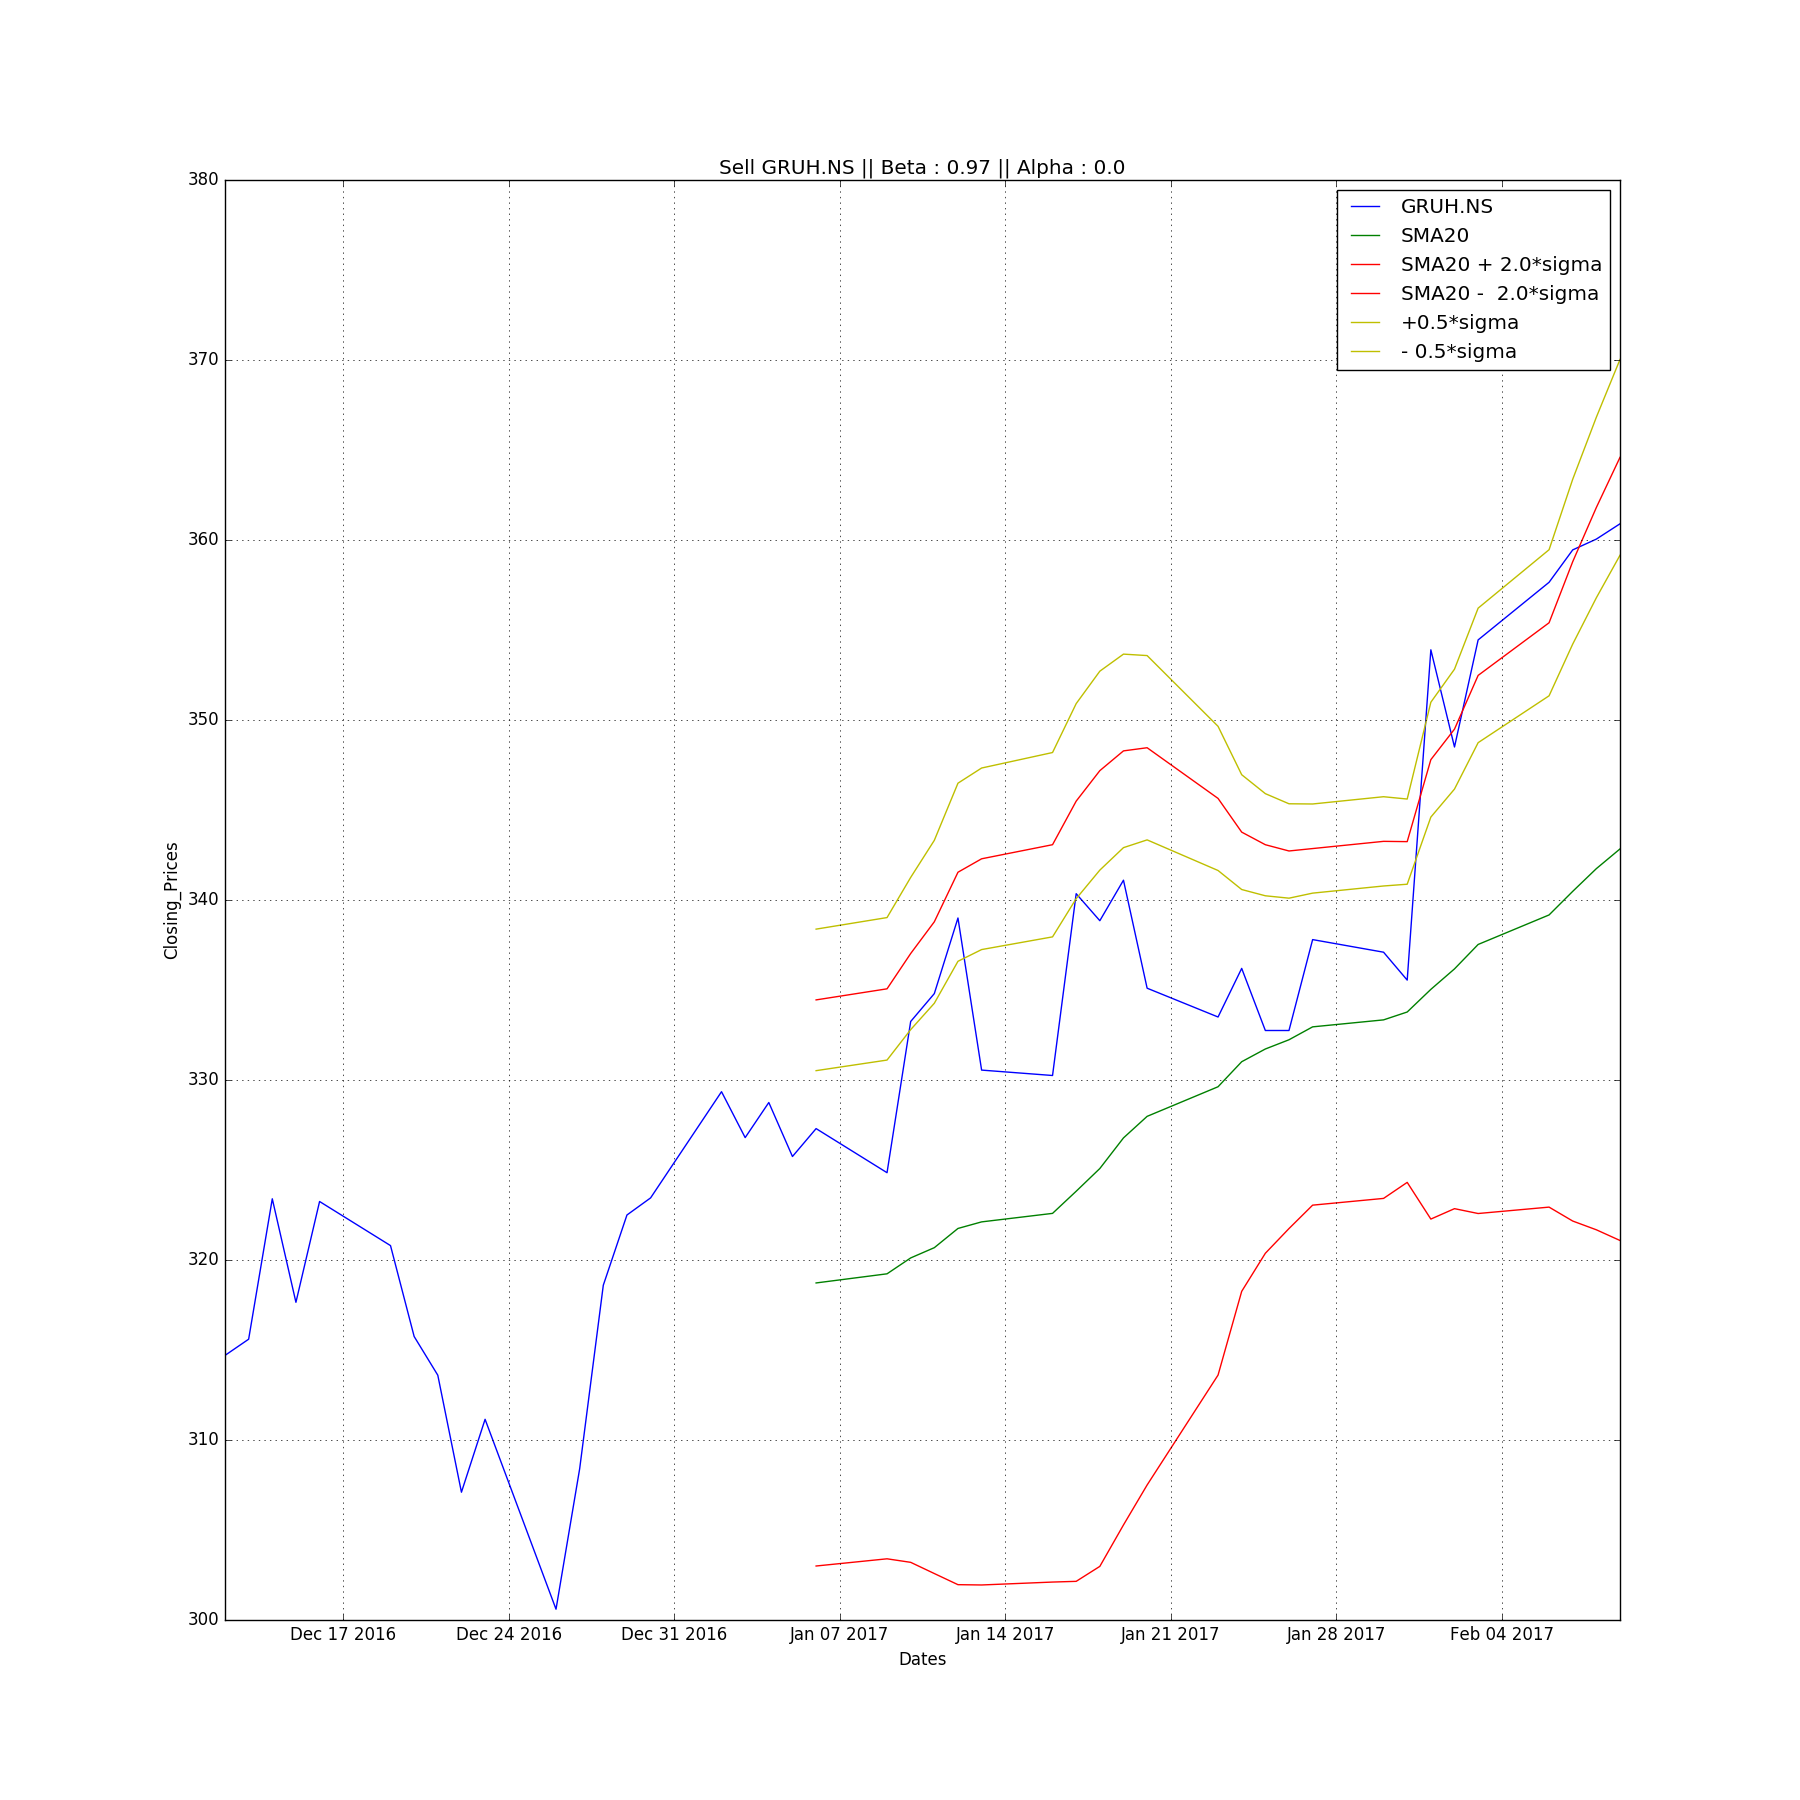 Sell GRUH.NS || Beta : 0.97 || Alpha : 0.0
GRUH.NS
SMA20
SMA20 + 2.0*sigma
SMA20 -  2.0*sigma
+0.5*sigma
- 0.5*sigma
380
370
360
350
340
330
320
310
300
Closing_Prices
Dec 17 2016 Dec 24 2016 Dec 31 2016 Jan 07 2017 Jan 14 2017 Jan 21 2017 Jan 28 2017 Feb 04 2017
Dates